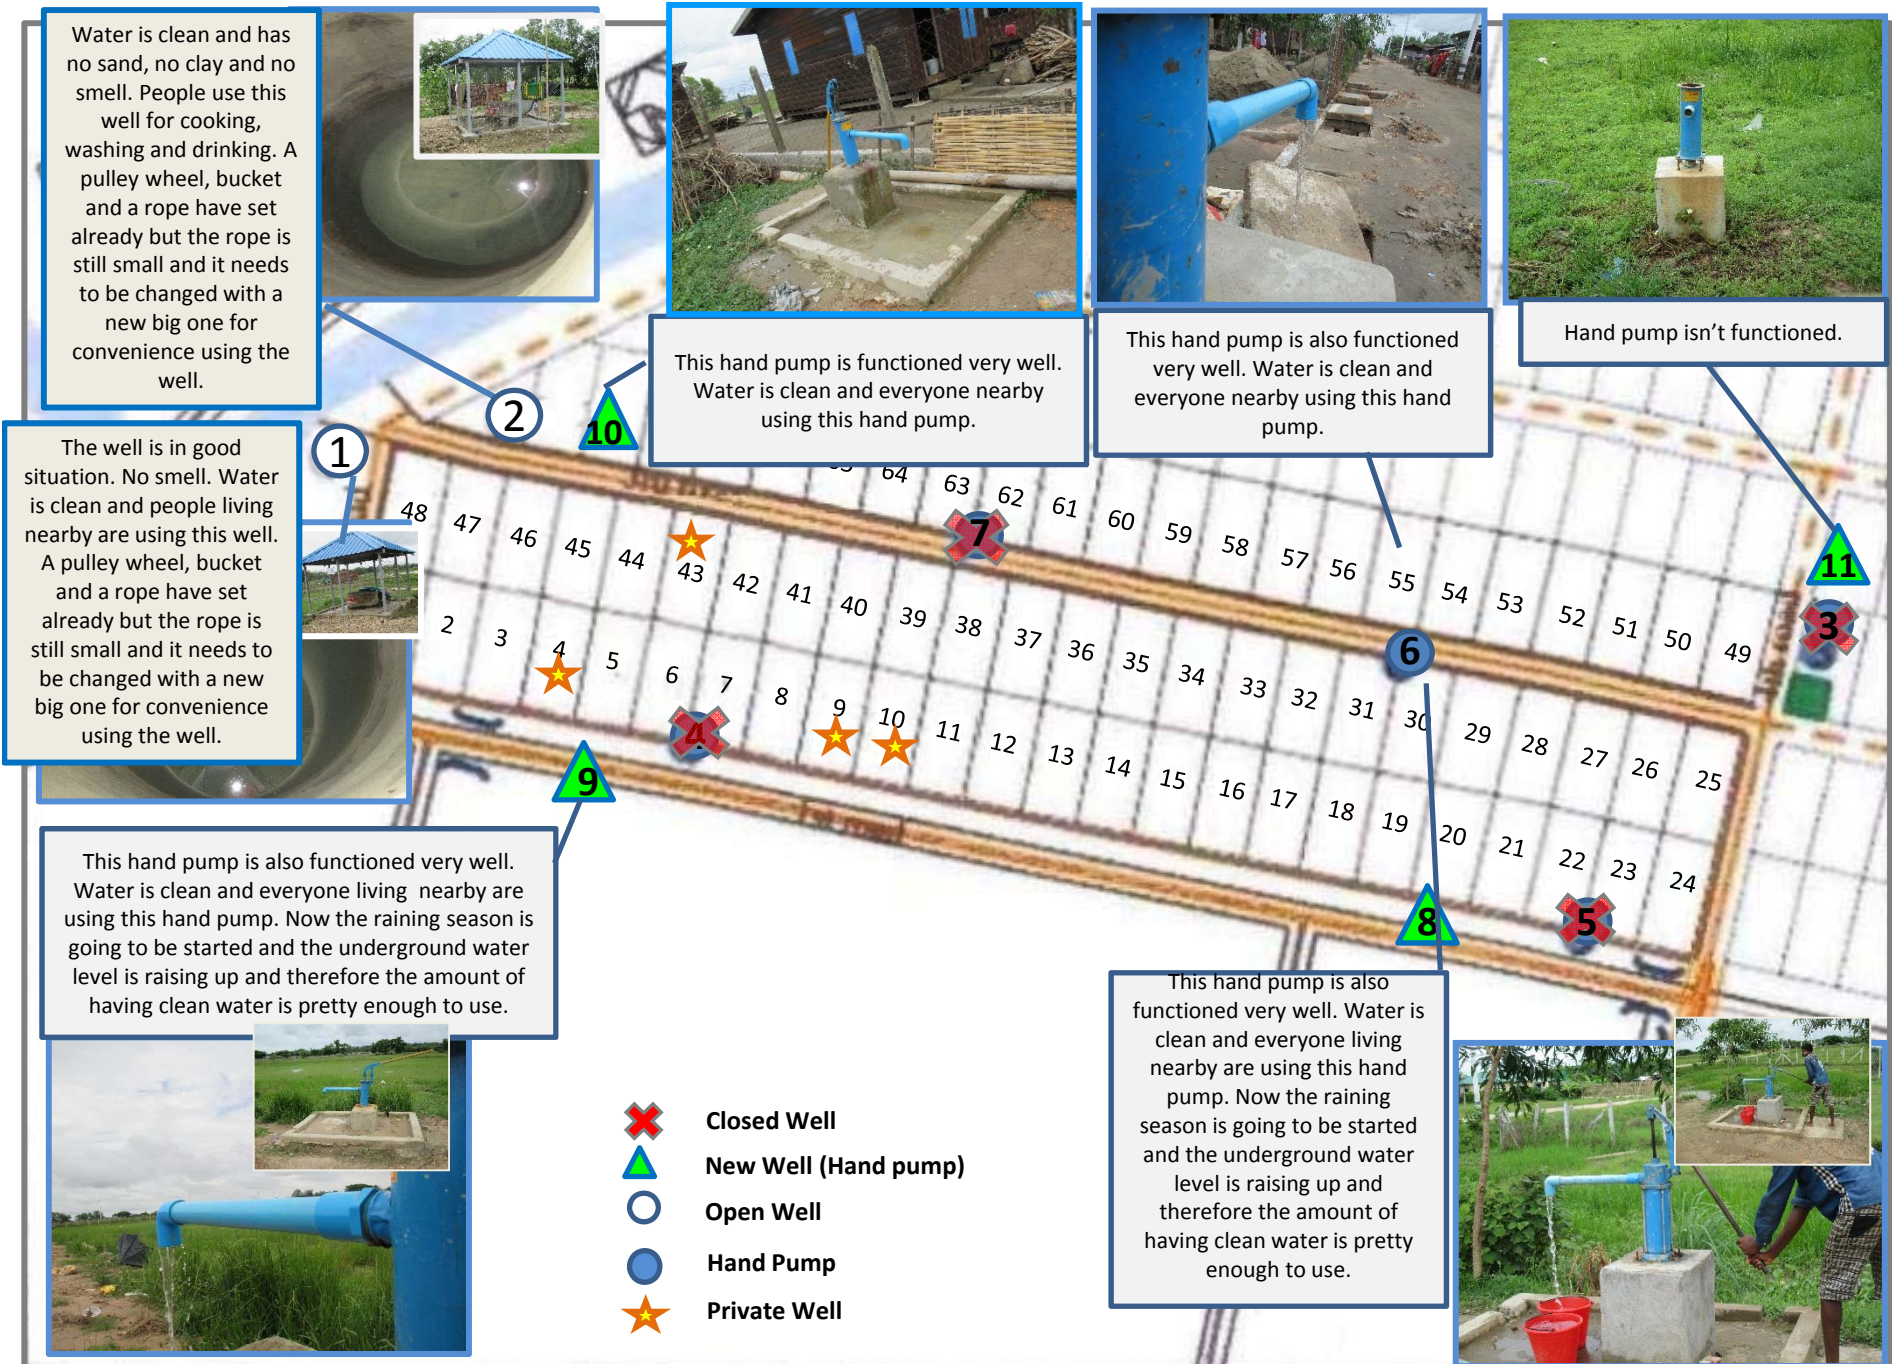 Water is clean and has
no sand, no clay and no
smell. People use this
well for cooking,
washing and drinking. A
pulley wheel, bucket
and a rope have set
already but the rope is
still small and it needs
to be changed with a
new big one for
convenience using the
well.
The well is in good
situation. No smell. Water
is clean and people living
nearby are using this well.
A pulley wheel, bucket
and a rope have set
already but the rope is
still small and it needs to
be changed with a new
big one for convenience
using the well.
This hand pump is functioned very well.
Water is clean and everyone nearby
using this hand pump.
This hand pump is also functioned
very well. Water is clean and
everyone nearby using this hand
pump.
Hand pump isn't functioned.
1
2
10
11
64 63 62 61 60 59 58 57 56 55 54 53 52 51 50 49
7
3
6
48 47 46 45 44 43 42 41 40 39 38 37 36 35 34 33 32 31 30 29 28 27 26 25
2 3 4 5 6 7 8 9 10 11 12 13 14 15 16 17 18 19 20 21 22 23 24
4
9
8
5
This hand pump is also functioned very well.
Water is clean and everyone living nearby are
using this hand pump. Now the raining season is
going to be started and the underground water
level is raising up and therefore the amount of
having clean water is pretty enough to use.
This hand pump is also
functioned very well. Water is
clean and everyone living
nearby are using this hand
pump. Now the raining
season is going to be started
and the underground water
level is raising up and
therefore the amount of
having clean water is pretty
enough to use.
Closed Well
New Well (Hand pump)
Open Well
Hand Pump
Private Well